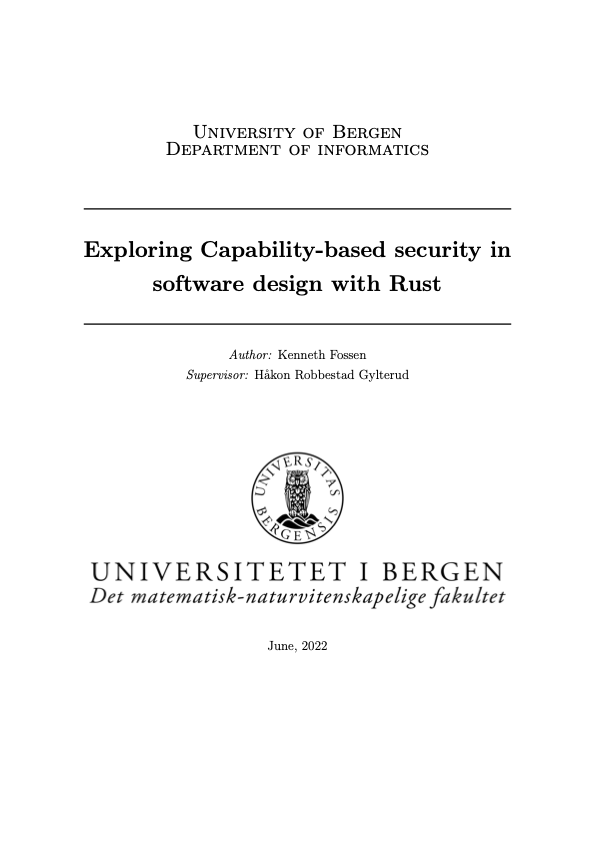 University of Bergen
Department of informatics
Exploring Capability-based security in
software design with Rust
Author: Kenneth Fossen
Supervisor: Håkon Robbestad Gylterud
UNIVERSITAS
BERGENSIS
UNIVERSITETET I BERGEN
Det matematisk-naturvitenskapelige fakultet
June, 2022